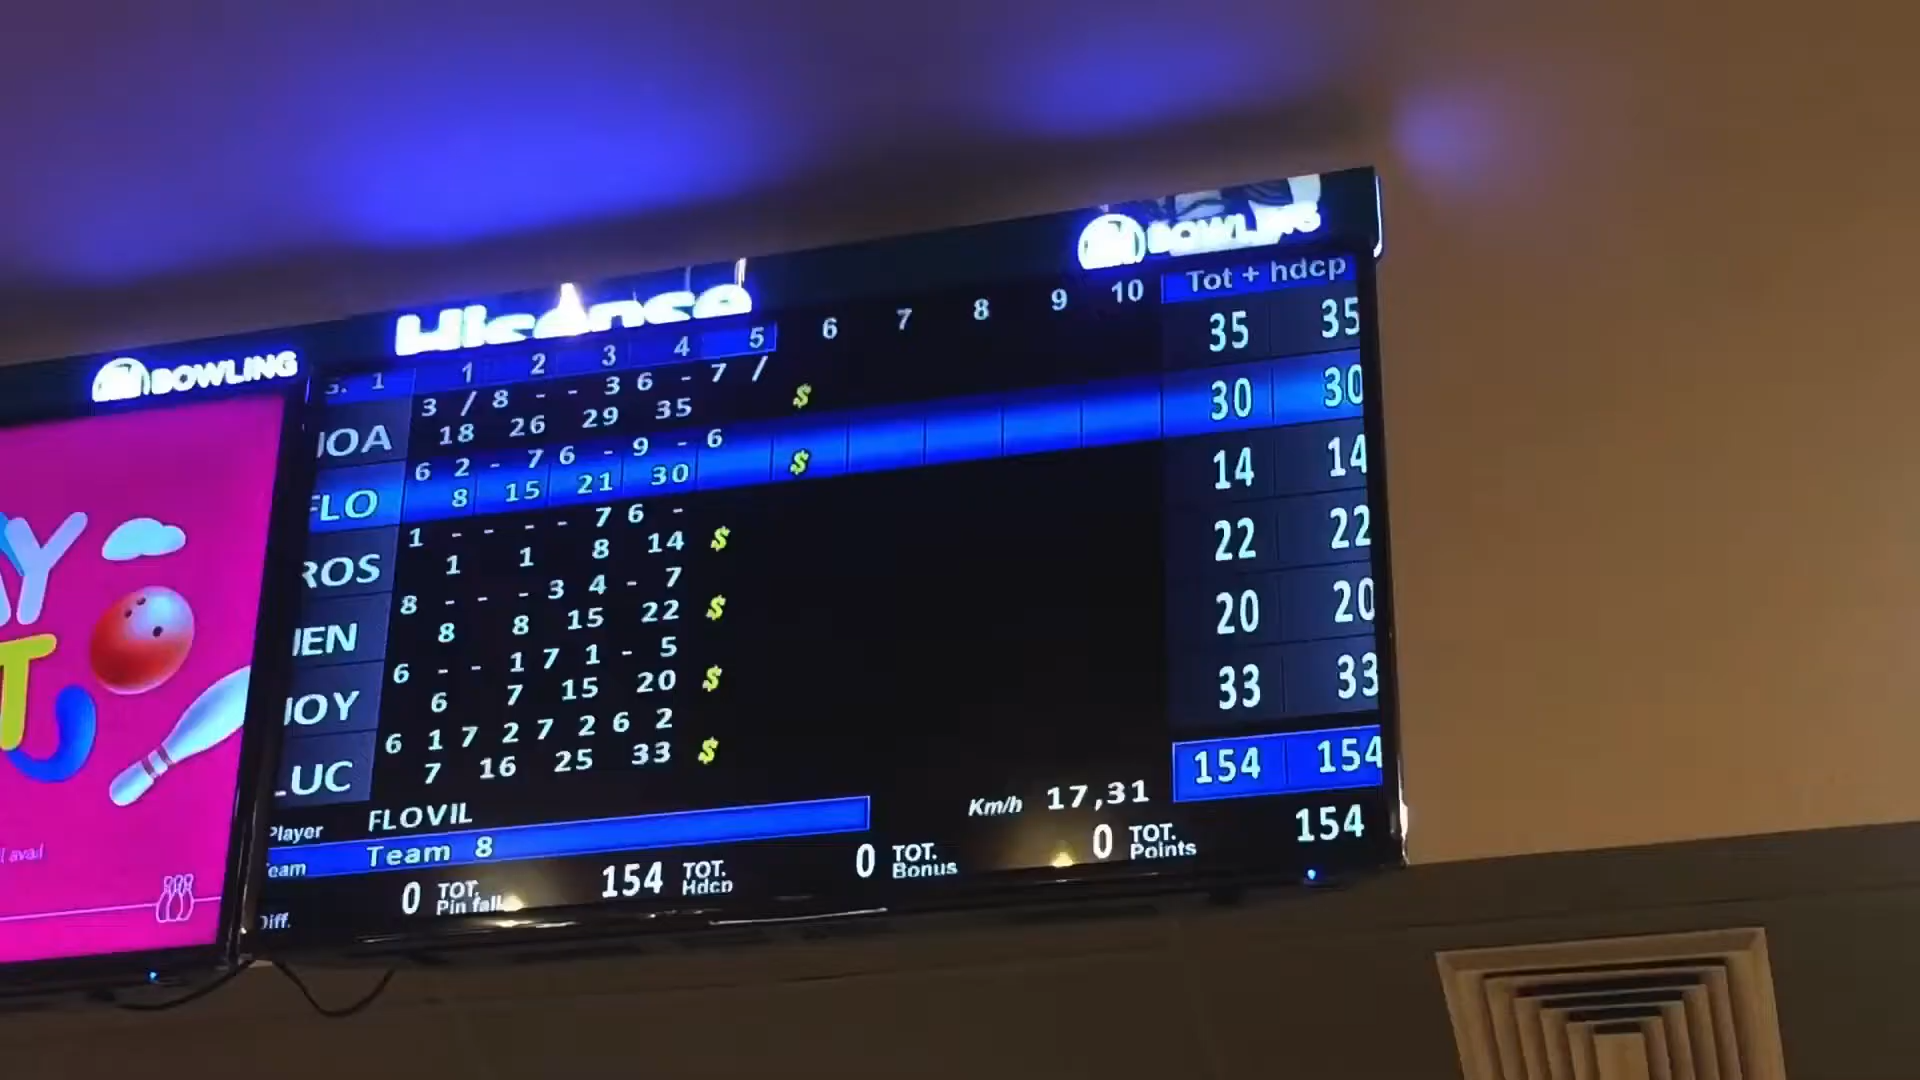 BOWLING
BOWLING
Hisense
S. 1 1 2 3 4 5 6 7 8 9 10 Tot + hdcp
3 / 8 - - 3 6 - 7 /
JOA 18 26 29 35 $ 35 35
6 2 - 7 6 - 9 - 6
FLO 8 15 21 30 $ 30 30
1 - - - - 7 6 -
ROS 1 1 8 14 $ 14 14
8 - - - 3 4 - 7
JEN 8 8 15 22 $ 22 22
6 - - 1 7 1 - 5
JOY 6 7 15 20 $ 20 20
6 1 7 2 7 2 6 2
LUC 7 16 25 33 $ 33 33
154 154
Player FLOVIL Km/h 17,31
Team Team 8 154
Diff. 0 TOT. Pin fall 154 TOT. Hdcp 0 TOT. Bonus 0 TOT. Points